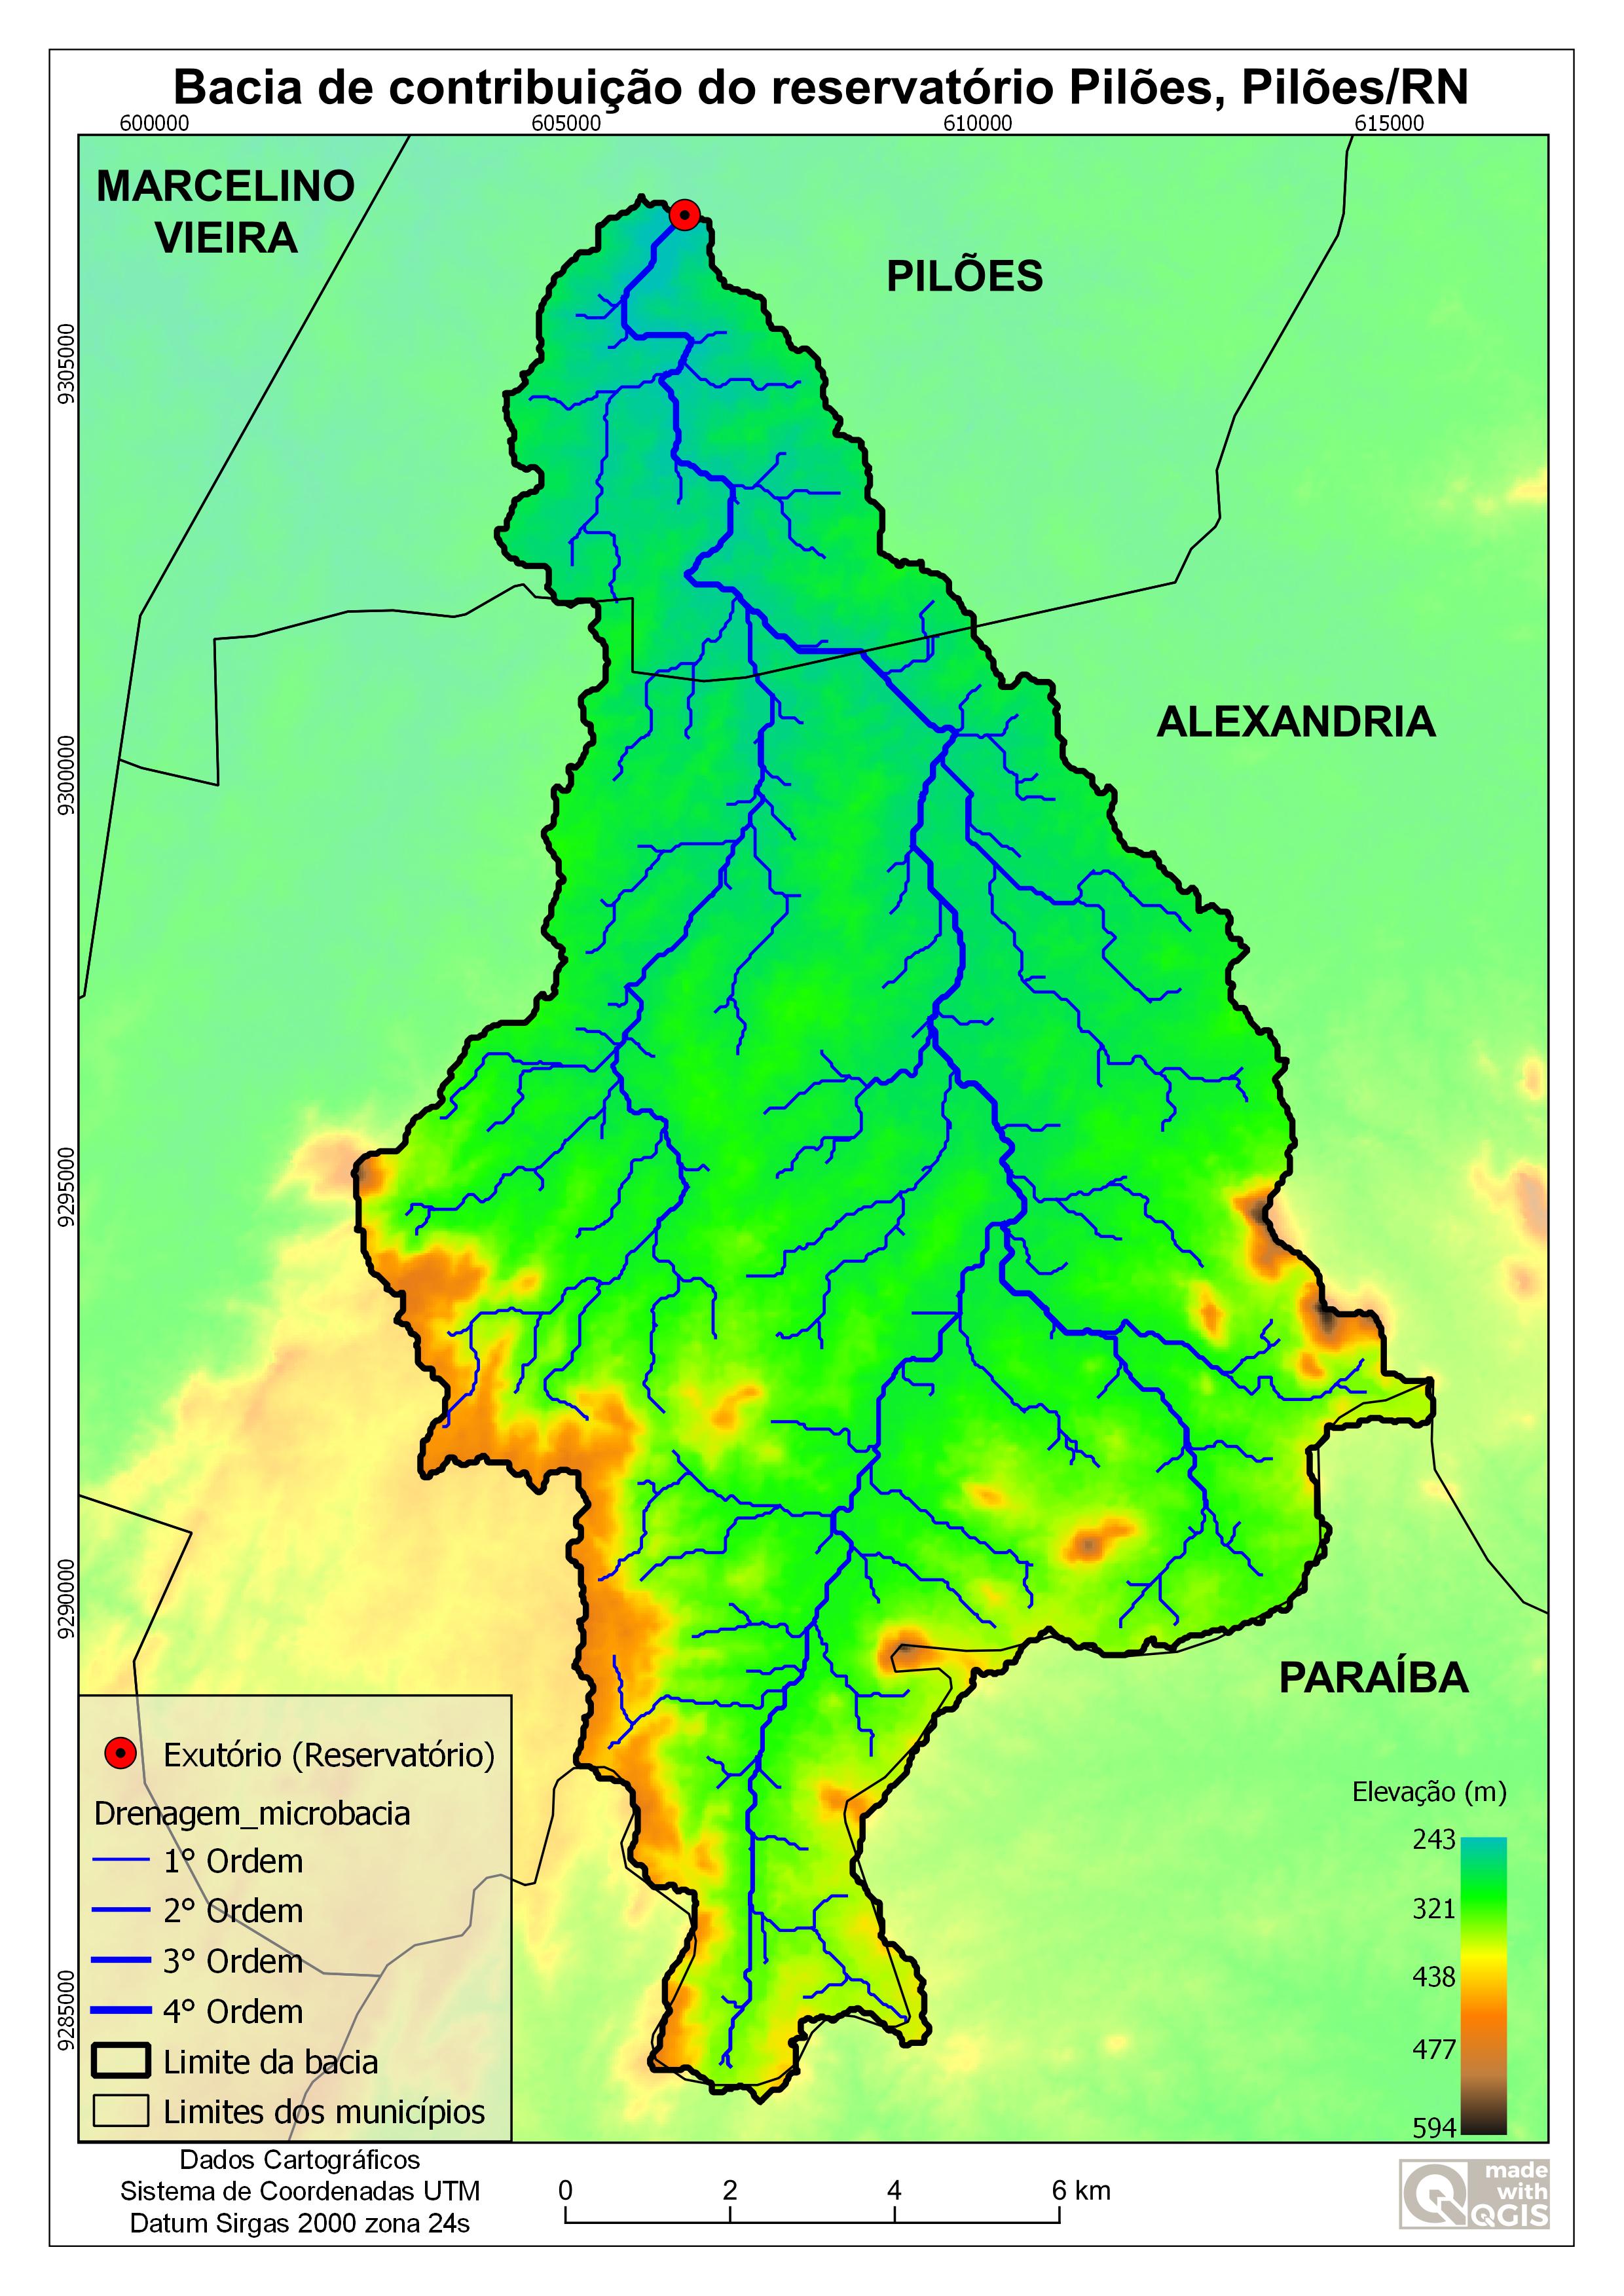 Bacia de contribuição do reservatório Pilões, Pilões/RN
600000 605000 610000 615000
MARCELINO
VIEIRA
PILÕES
9305000
ALEXANDRIA
9300000
9295000
9290000
PARAÍBA
9285000
Exutório (Reservatório)
Drenagem_microbacia
1° Ordem
2° Ordem
3° Ordem
4° Ordem
Limite da bacia
Limites dos municípios
Elevação (m)
243
321
438
477
594
Dados Cartográficos
Sistema de Coordenadas UTM
Datum Sirgas 2000 zona 24s
0 2 4 6 km
made
with
QGIS